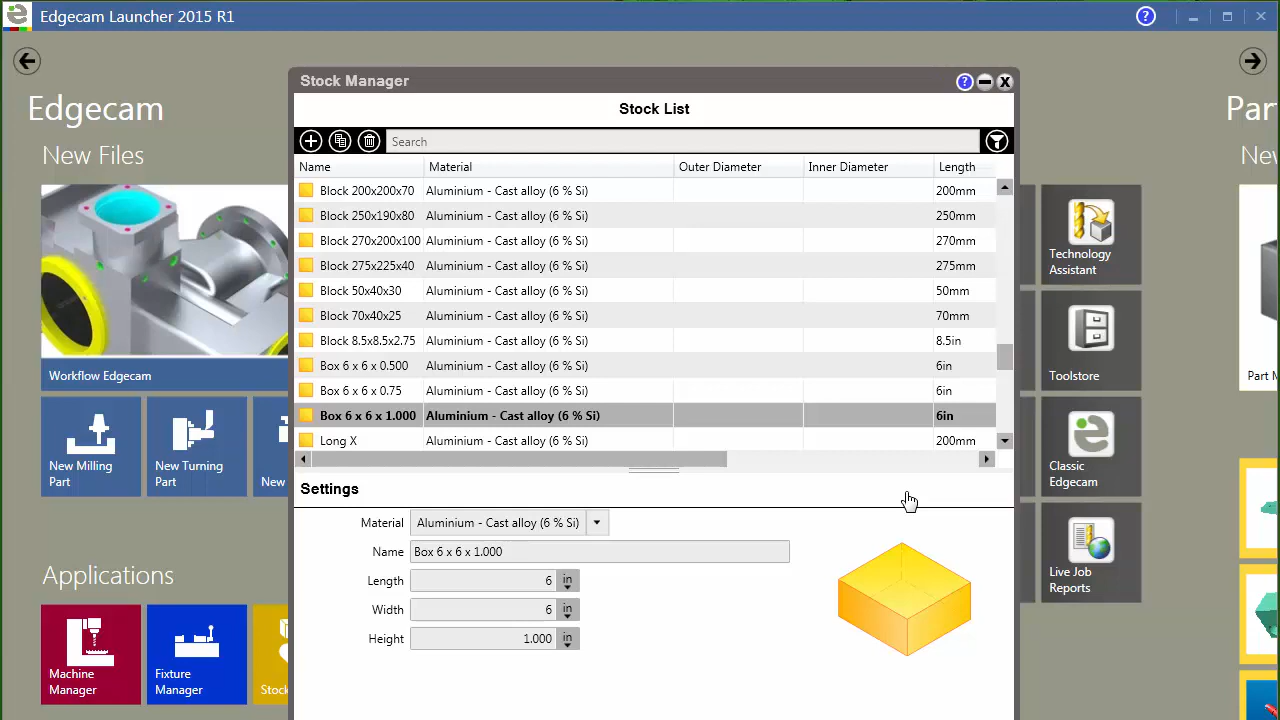 Edgecam Launcher 2015 R1
?
Edgecam
Part
New Files
Ne
Stock Manager
?
Stock List
Search
Name Material Outer Diameter Inner Diameter Length
Block 200x200x70 Aluminium - Cast alloy (6 % Si) 200mm
Block 250x190x80 Aluminium - Cast alloy (6 % Si) 250mm
Block 270x200x100 Aluminium - Cast alloy (6 % Si) 270mm
Block 275x225x40 Aluminium - Cast alloy (6 % Si) 275mm
Block 50x40x30 Aluminium - Cast alloy (6 % Si) 50mm
Block 70x40x25 Aluminium - Cast alloy (6 % Si) 70mm
Block 8.5x8.5x2.75 Aluminium - Cast alloy (6 % Si) 8.5in
Box 6 x 6 x 0.500 Aluminium - Cast alloy (6 % Si) 6in
Box 6 x 6 x 0.75 Aluminium - Cast alloy (6 % Si) 6in
Box 6 x 6 x 1.000 Aluminium - Cast alloy (6 % Si) 6in
Long X Aluminium - Cast alloy (6 % Si) 200mm
Settings
Material Aluminium - Cast alloy (6 % Si)
Name Box 6 x 6 x 1.000
Length 6 in
Width 6 in
Height 1.000 in
Workflow Edgecam
New Milling
Part
New Turning
Part
New
Applications
Machine
Manager
Fixture
Manager
Stock
Technology
Assistant
Toolstore
Classic
Edgecam
Live Job
Reports
Part M